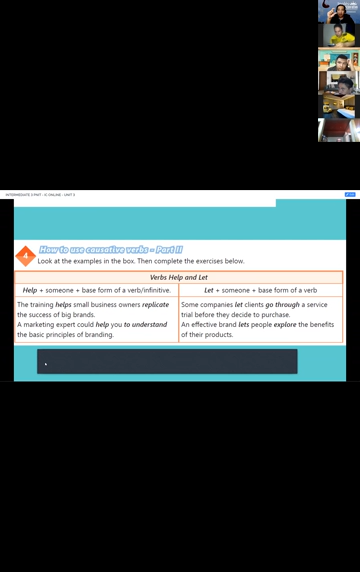 INTERMEDIATE II PART - II_ONLINE - UNIT 5
4
How to use causative verbs - Part II
Look at the examples in the box. Then complete the exercises below.
Verbs Help and Let
Help + someone + base form of a verb/infinitive.
Let + someone + base form of a verb
The training helps small business owners replicate
the success of big brands.
A marketing expert could help you to understand
the basic principles of branding.
Some companies let clients go through a service
trial before they decide to purchase.
An effective brand lets people explore the benefits
of their products.